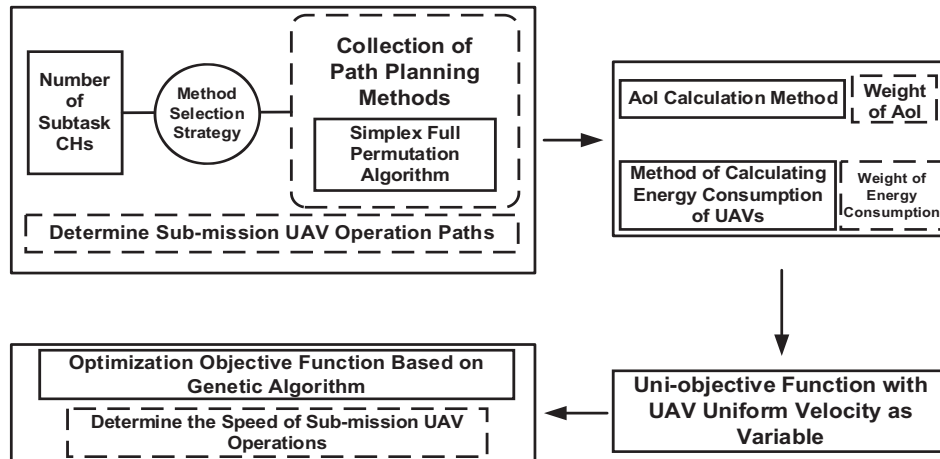 Number
of
Subtask
CHs
Method
Selection
Strategy
Collection of
Path Planning
Methods
Simplex Full
Permutation
Algorithm
Determine Sub-mission UAV Operation Paths
AoI Calculation Method
Weight
of AoI
Method of Calculating
Energy Consumption
of UAVs
Weight of
Energy
Consumption
Uni-objective Function with
UAV Uniform Velocity as
Variable
Optimization Objective Function Based on
Genetic Algorithm
Determine the Speed of Sub-mission UAV
Operations